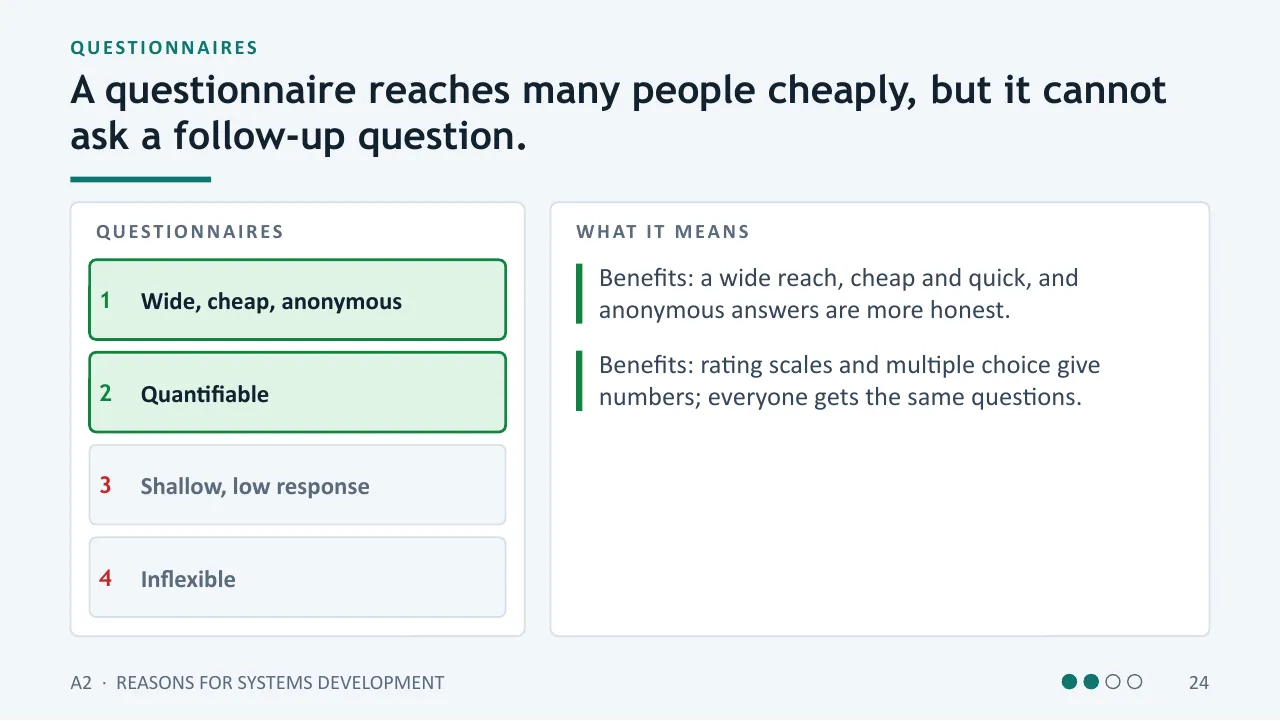 QUESTIONNAIRES
A questionnaire reaches many people cheaply, but it cannot
ask a follow-up question.
QUESTIONNAIRES
1 Wide, cheap, anonymous
2 Quantifiable
3 Shallow, low response
4 Inflexible
WHAT IT MEANS
Benefits: a wide reach, cheap and quick, and
anonymous answers are more honest.
Benefits: rating scales and multiple choice give
numbers; everyone gets the same questions.
A2 · REASONS FOR SYSTEMS DEVELOPMENT
24